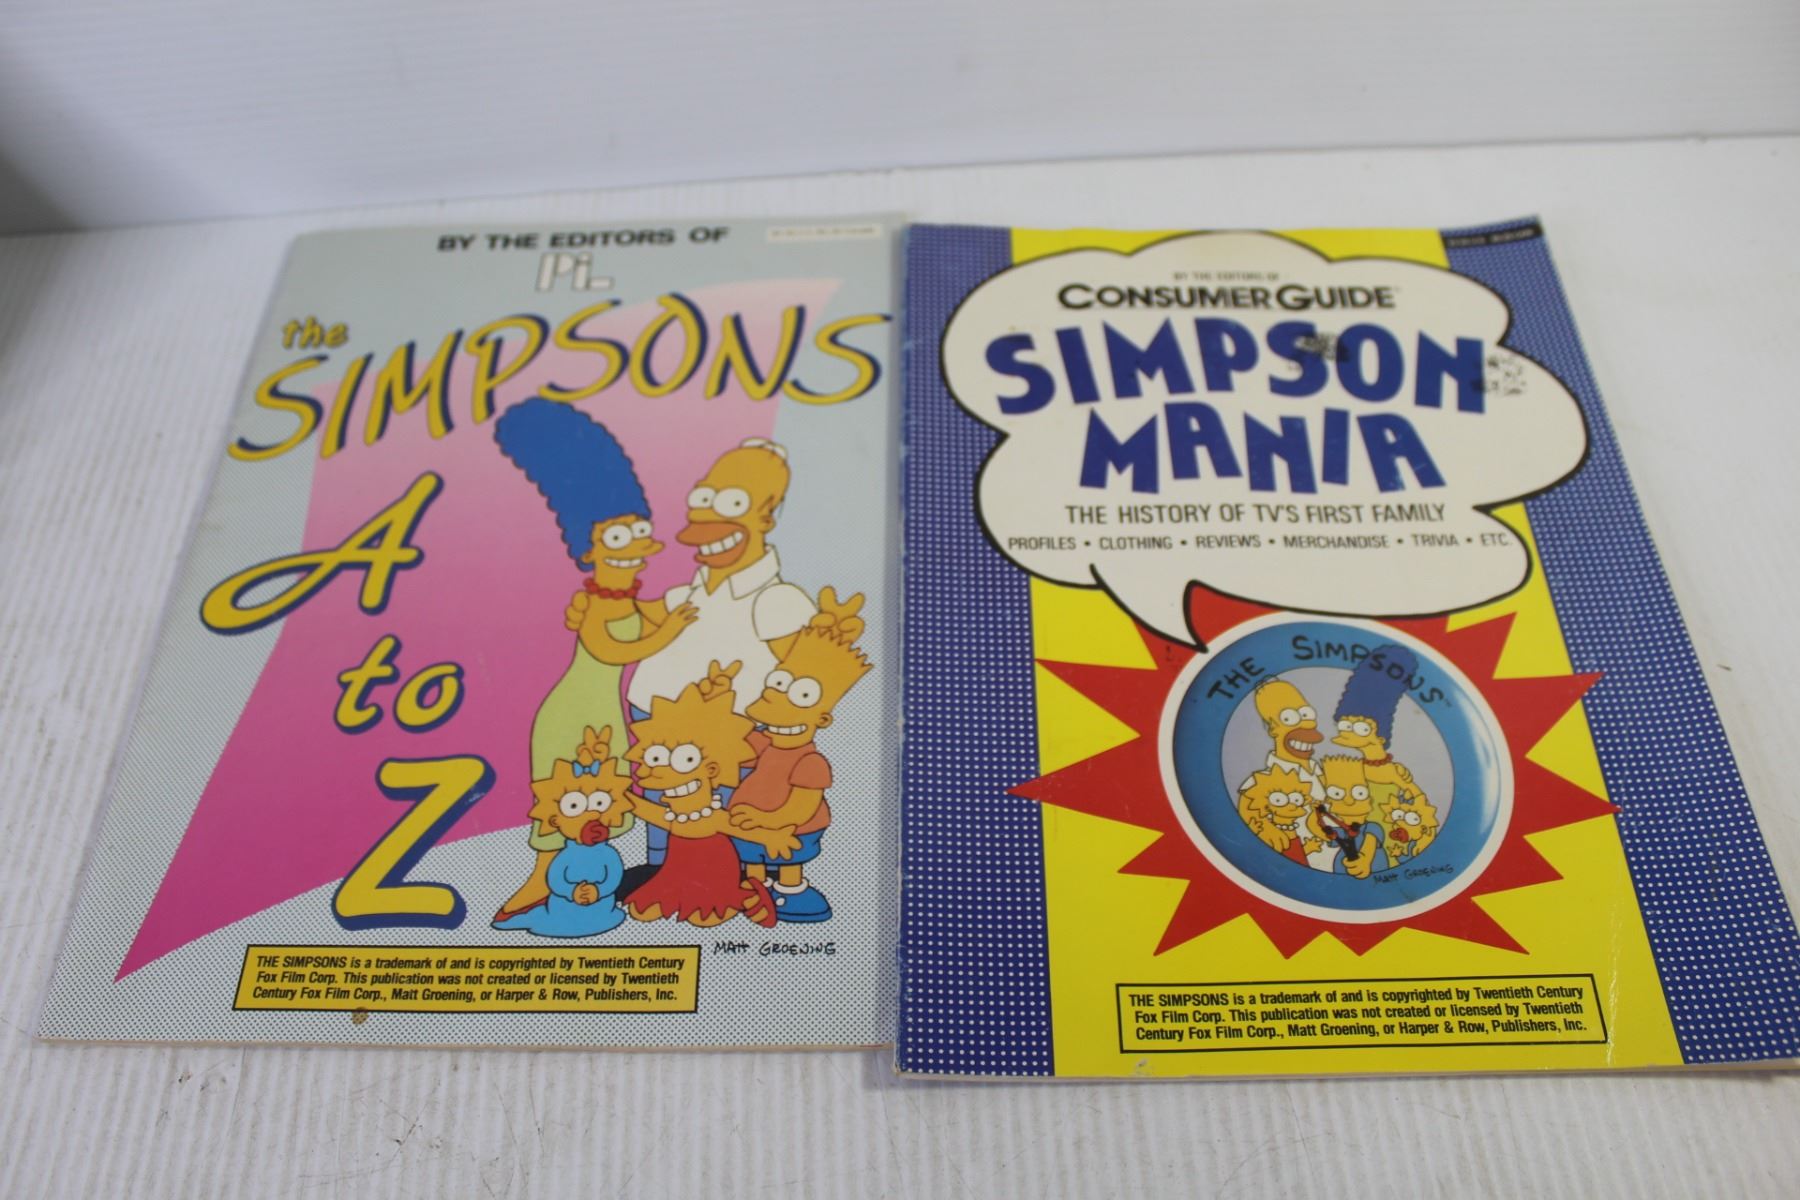 BY THE EDITORS OF
Pi
the
SIMPSONS
A
to
Z
MATT GROENING
THE SIMPSONS is a trademark of and is copyrighted by Twentieth Century
Fox Film Corp. This publication was not created or licensed by Twentieth
Century Fox Film Corp., Matt Groening, or Harper & Row, Publishers, Inc.
BY THE EDITORS OF
CONSUMER GUIDE
SIMPSON
MANIA
THE HISTORY OF TV'S FIRST FAMILY
PROFILES • CLOTHING • REVIEWS • MERCHANDISE • TRIVIA • ETC.
THE SIMPSONS™
MATT GROENING
THE SIMPSONS is a trademark of and is copyrighted by Twentieth Century
Fox Film Corp. This publication was not created or licensed by Twentieth
Century Fox Film Corp., Matt Groening, or Harper & Row, Publishers, Inc.